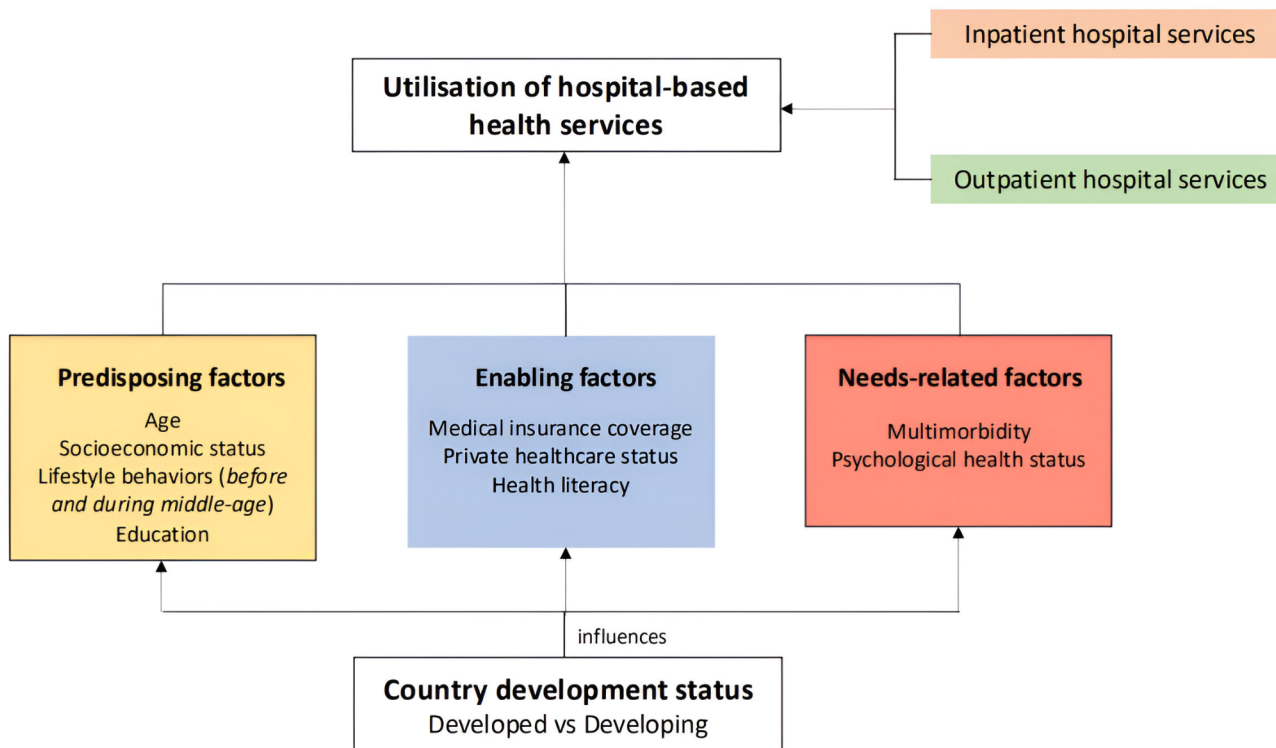 Inpatient hospital services
Utilisation of hospital-based
health services
Outpatient hospital services
Predisposing factors
Age
Socioeconomic status
Lifestyle behaviors (before
and during middle-age)
Education
Enabling factors
Medical insurance coverage
Private healthcare status
Health literacy
Needs-related factors
Multimorbidity
Psychological health status
influences
Country development status
Developed vs Developing